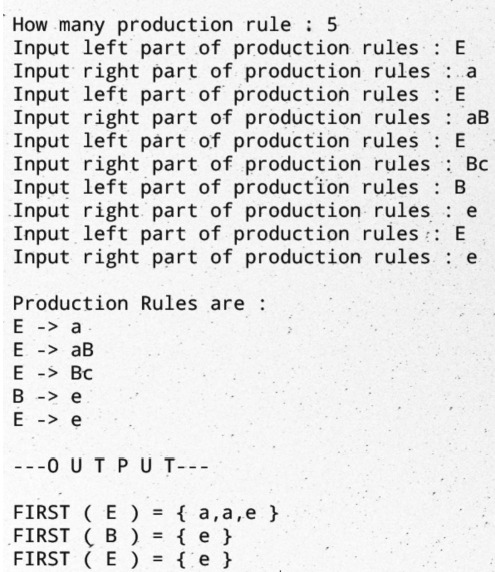 How many production rule : 5
Input left part of production rules : E
Input right part of production rules : a
Input left part of production rules : E
Input right part of production rules : aB
Input left part of production rules : E
Input right part of production rules : Bc
Input left part of production rules : B
Input right part of production rules : e
Input left part of production rules : E
Input right part of production rules : e
Production Rules are :
E -> a
E -> aB
E -> Bc
B -> e
E -> e
---O U T P U T---
FIRST ( E ) = { a,a,e }
FIRST ( B ) = { e }
FIRST ( E ) = { e }